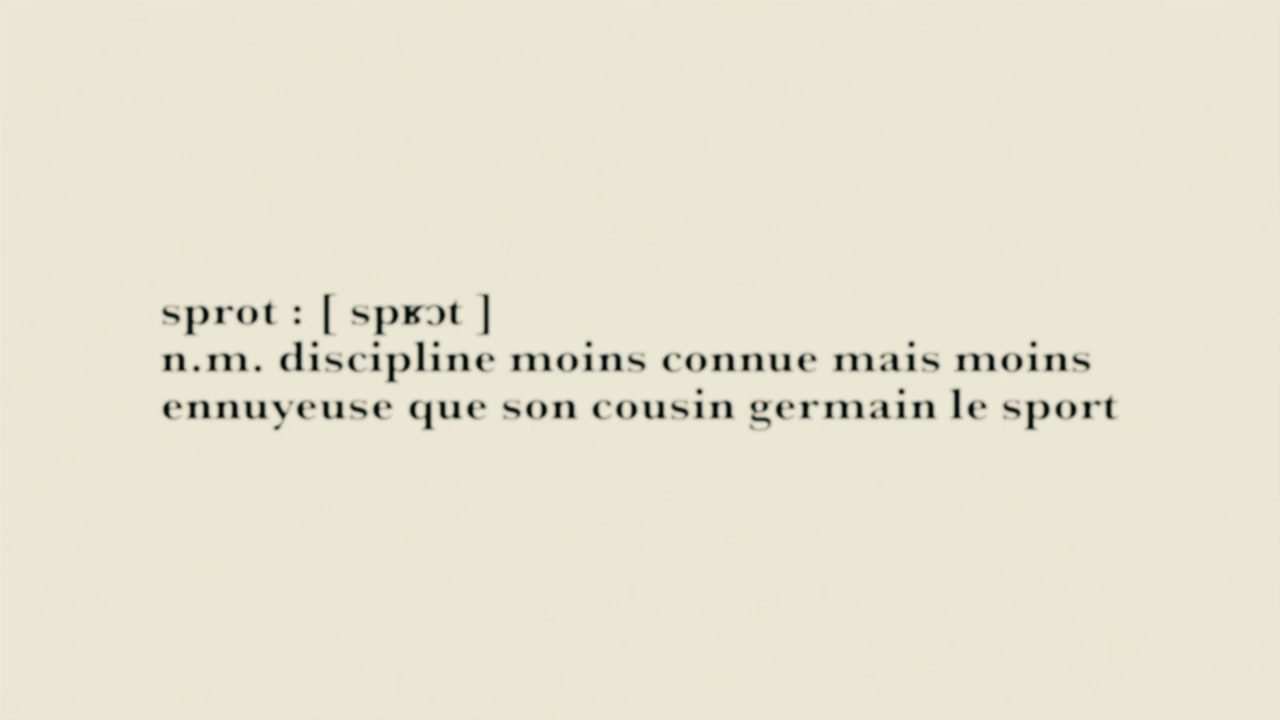 sprot : [ spʁɔt ]
n.m. discipline moins connue mais moins
ennuyeuse que son cousin germain le sport